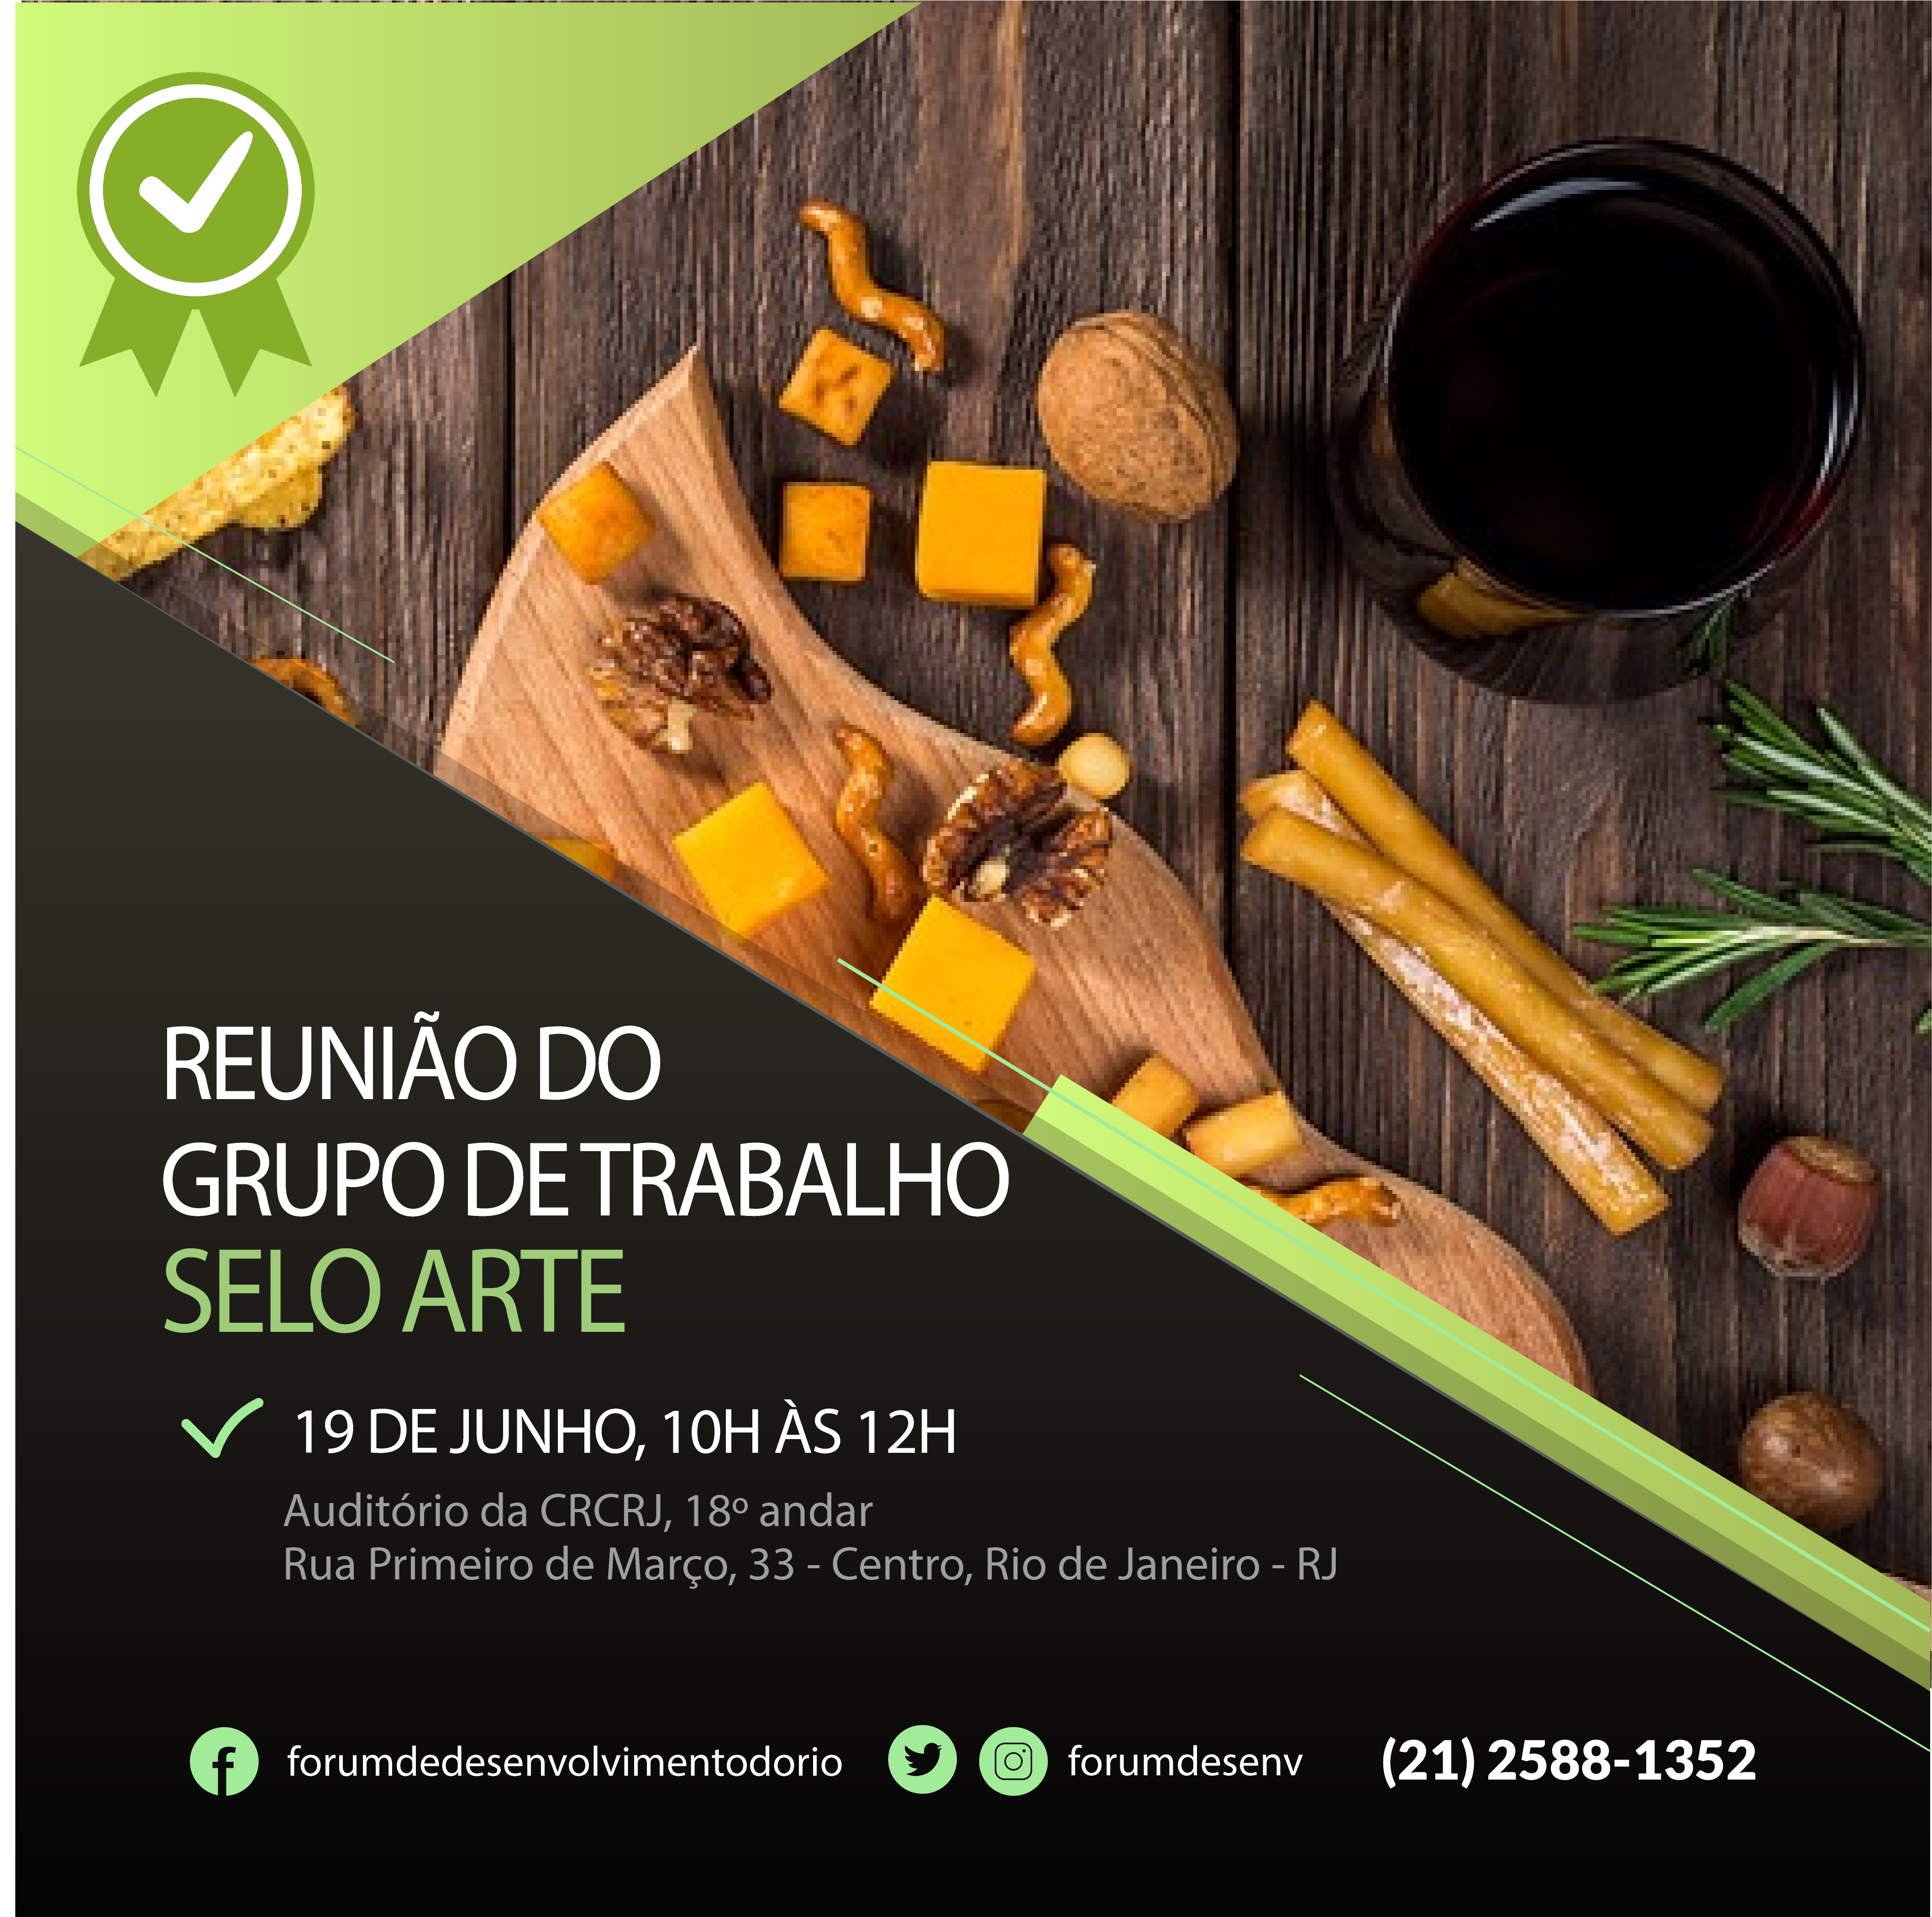 REUNIÃO DO
GRUPO DE TRABALHO
SELO ARTE
19 DE JUNHO, 10H ÀS 12H
Auditório da CRCRJ, 18º andar
Rua Primeiro de Março, 33 - Centro, Rio de Janeiro - RJ
forumdedesenvolvimentodorio forumdesenv (21) 2588-1352